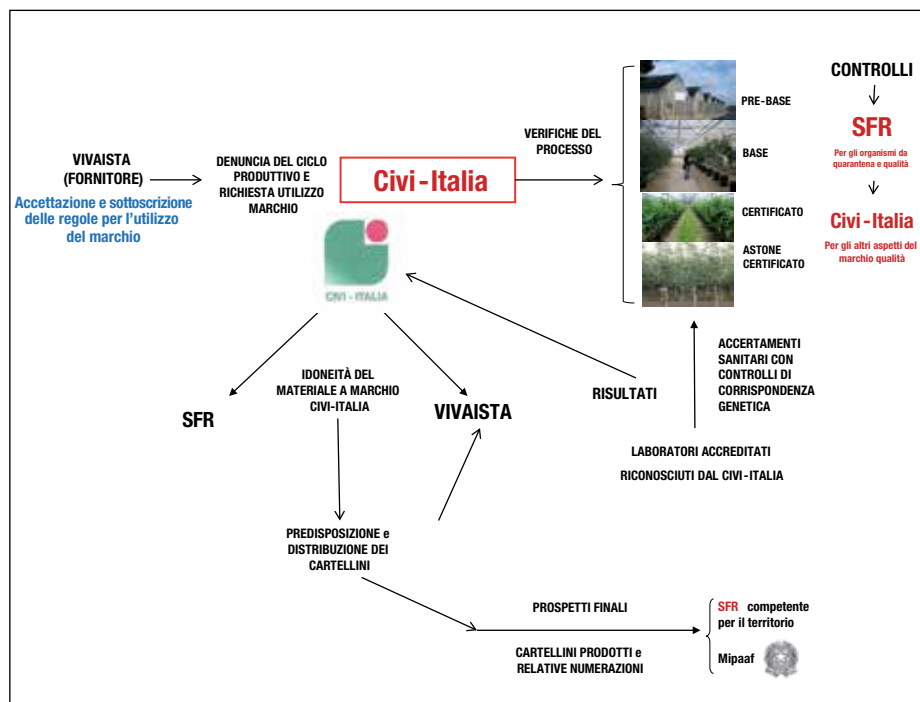 VIVAISTA
(FORNITORE)
Accettazione e sottoscrizione
delle regole per l'utilizzo
del marchio
DENUNCIA DEL CICLO
PRODUTTIVO E
RICHIESTA UTILIZZO
MARCHIO
Civi-Italia
CIVI-ITALIA
VERIFICHE DEL
PROCESSO
PRE-BASE
BASE
CERTIFICATO
ASTONE
CERTIFICATO
CONTROLLI
SFR
Per gli organismi da
quarantena e qualità
Civi-Italia
Per gli altri aspetti del
marchio qualità
ACCERTAMENTI
SANITARI CON
CONTROLLI DI
CORRISPONDENZA
GENETICA
LABORATORI ACCREDITATI
RICONOSCIUTI DAL CIVI-ITALIA
RISULTATI
SFR
IDONEITÀ DEL
MATERIALE A MARCHIO
CIVI-ITALIA
VIVAISTA
PREDISPOSIZIONE e
DISTRIBUZIONE DEI
CARTELLINI
PROSPETTI FINALI
CARTELLINI PRODOTTI e
RELATIVE NUMERAZIONI
SFR competente
per il territorio
Mipaaf